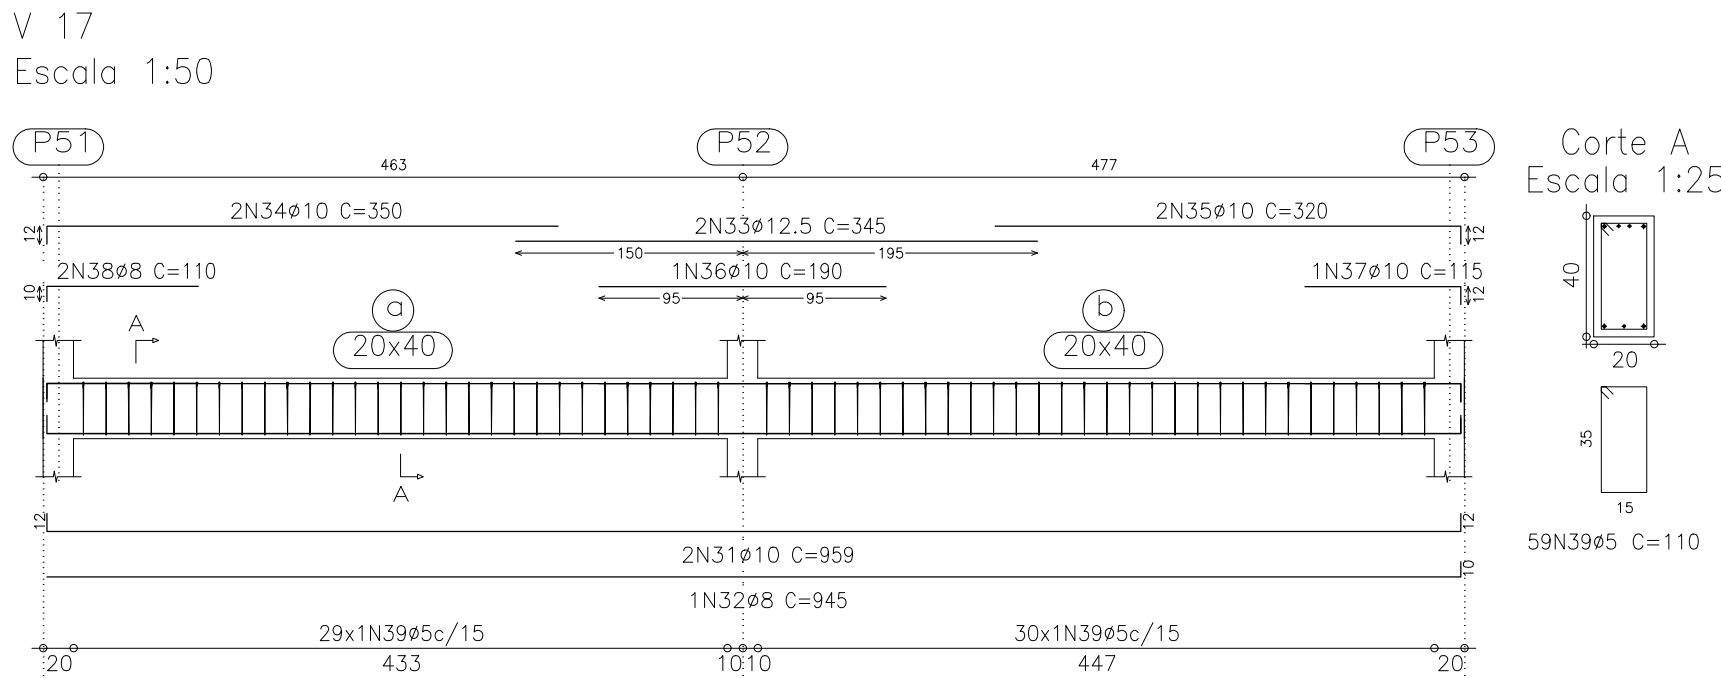 V 17
Escala 1:50
P51 P52 P53
463 477
Corte A
Escala 1:25
2N34ø10 C=350 2N33ø12.5 C=345 2N35ø10 C=320
12 150 195 12
2N38ø8 C=110 1N36ø10 C=190 1N37ø10 C=115
10 95 95 12
a b
A 20x40 20x40
40
20
A
35
15
59N39ø5 C=110
12 12
2N31ø10 C=959
10
1N32ø8 C=945
29x1N39ø5c/15 30x1N39ø5c/15
20 433 10 10 447 20